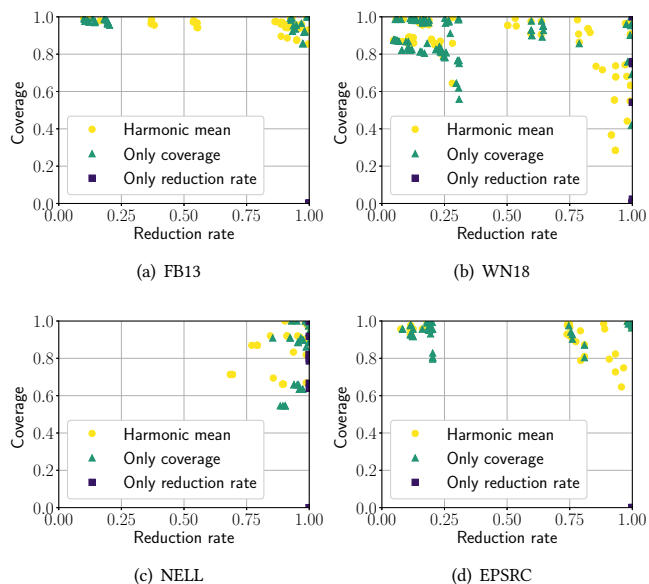 1.0
0.8
0.6
0.4
0.2
0.0
Coverage
Harmonic mean
Only coverage
Only reduction rate
0.00 0.25 0.50 0.75 1.00
Reduction rate
(a) FB13
1.0
0.8
0.6
0.4
0.2
0.0
Coverage
Harmonic mean
Only coverage
Only reduction rate
0.00 0.25 0.50 0.75 1.00
Reduction rate
(b) WN18
1.0
0.8
0.6
0.4
0.2
0.0
Coverage
Harmonic mean
Only coverage
Only reduction rate
0.00 0.25 0.50 0.75 1.00
Reduction rate
(c) NELL
1.0
0.8
0.6
0.4
0.2
0.0
Coverage
Harmonic mean
Only coverage
Only reduction rate
0.00 0.25 0.50 0.75 1.00
Reduction rate
(d) EPSRC